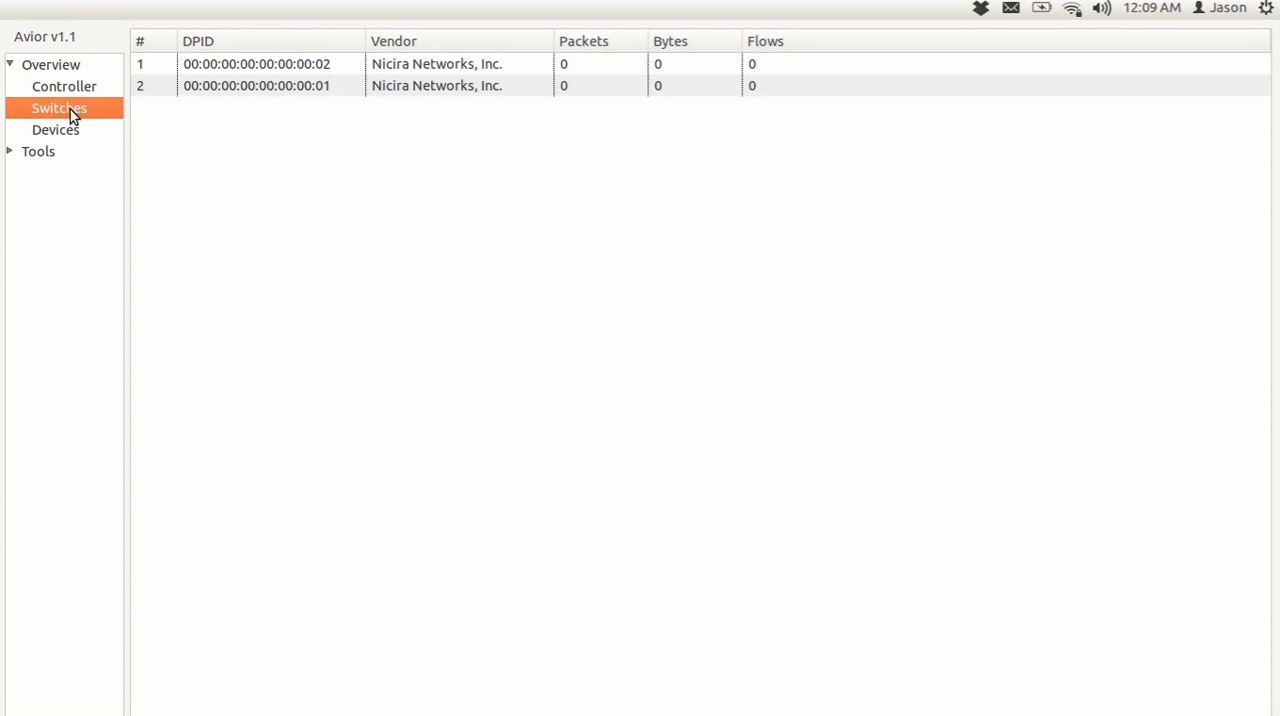 12:09 AM Jason
Avior v1.1
Overview
Controller
Switches
Devices
Tools
# DPID Vendor Packets Bytes Flows
1 00:00:00:00:00:00:00:02 Nicira Networks, Inc. 0 0 0
2 00:00:00:00:00:00:00:01 Nicira Networks, Inc. 0 0 0